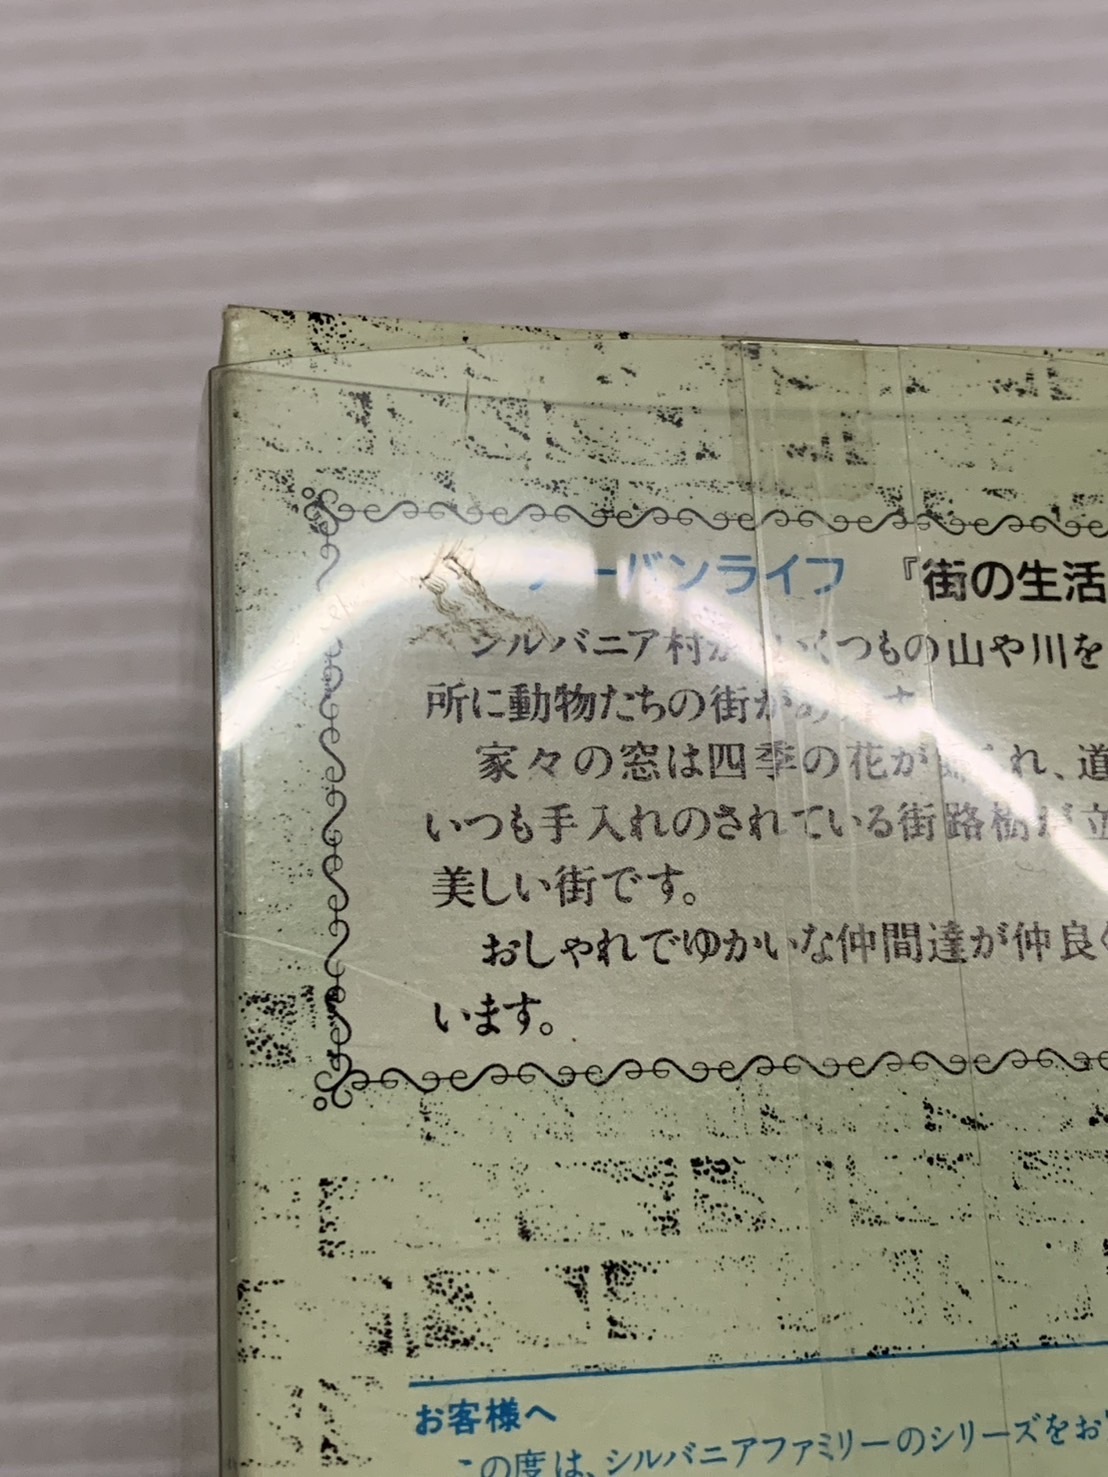 ーバンライフ 『街の生活
シルバニア村か いくつもの山や川を
所に動物たちの街があ
家々の窓は四季の花が れ、道
いつも手入れのされている街路樹が立
美しい街です。
おしゃれでゆかいな仲間達が仲良く
います。
お客様へ
この度は、シルバニアファミリーのシリーズをお